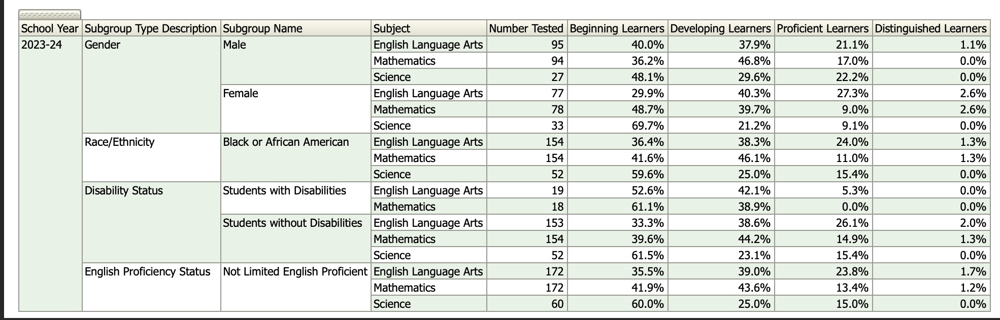 School Year Subgroup Type Description Subgroup Name Subject Number Tested Beginning Learners Developing Learners Proficient Learners Distinguished Learners
2023-24 Gender Male English Language Arts 95 40.0% 37.9% 21.1% 1.1%
Mathematics 94 36.2% 46.8% 17.0% 0.0%
Science 27 48.1% 29.6% 22.2% 0.0%
Female English Language Arts 77 29.9% 40.3% 27.3% 2.6%
Mathematics 78 48.7% 39.7% 9.0% 2.6%
Science 33 69.7% 21.2% 9.1% 0.0%
Race/Ethnicity Black or African American English Language Arts 154 36.4% 38.3% 24.0% 1.3%
Mathematics 154 41.6% 46.1% 11.0% 1.3%
Science 52 59.6% 25.0% 15.4% 0.0%
Disability Status Students with Disabilities English Language Arts 19 52.6% 42.1% 5.3% 0.0%
Mathematics 18 61.1% 38.9% 0.0% 0.0%
Students without Disabilities English Language Arts 153 33.3% 38.6% 26.1% 2.0%
Mathematics 154 39.6% 44.2% 14.9% 1.3%
Science 52 61.5% 23.1% 15.4% 0.0%
English Proficiency Status Not Limited English Proficient English Language Arts 172 35.5% 39.0% 23.8% 1.7%
Mathematics 172 41.9% 43.6% 13.4% 1.2%
Science 60 60.0% 25.0% 15.0% 0.0%